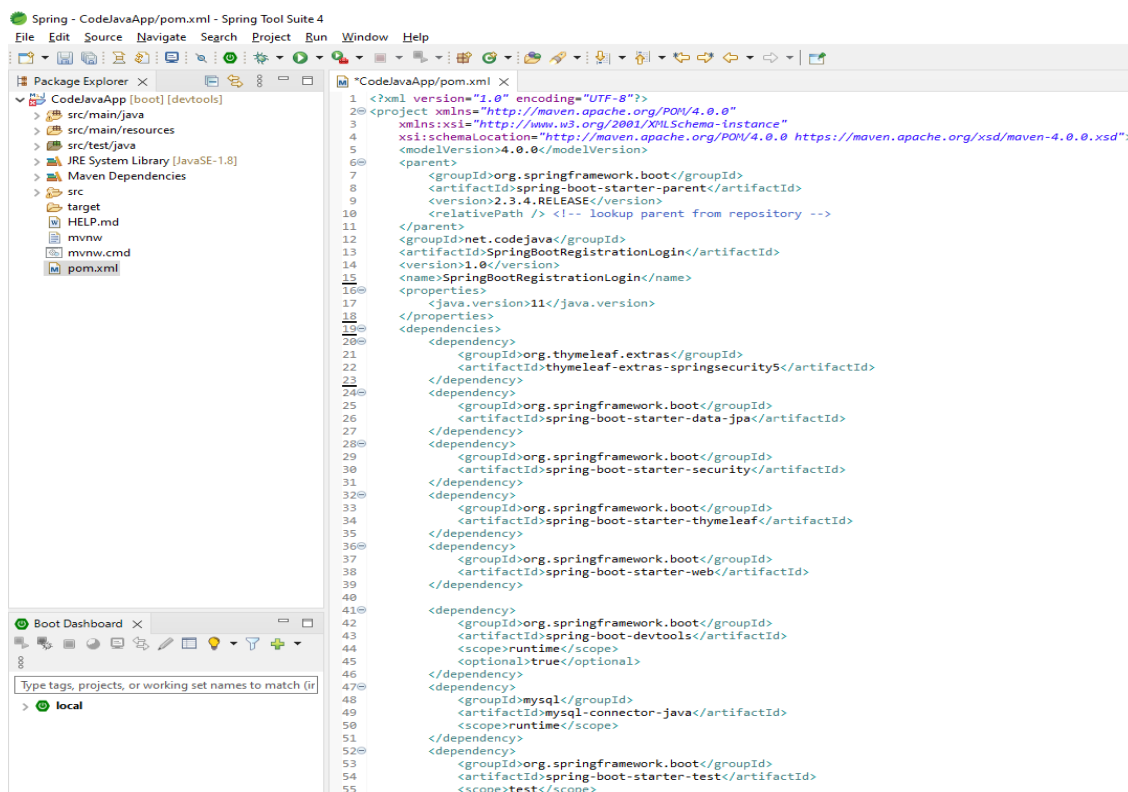 Spring - CodeJavaApp/pom.xml - Spring Tool Suite 4
File Edit Source Navigate Search Project Run Window Help
Package Explorer
CodeJavaApp [boot] [devtools]
src/main/java
src/main/resources
src/test/java
JRE System Library [JavaSE-1.8]
Maven Dependencies
src
target
HELP.md
mvnw
mvnw.cmd
pom.xml
Boot Dashboard
Type tags, projects, or working set names to match (ir
local
*CodeJavaApp/pom.xml
1 <?xml version="1.0" encoding="UTF-8"?>
2 <project xmlns="http://maven.apache.org/POM/4.0.0"
3 xmlns:xsi="http://www.w3.org/2001/XMLSchema-instance"
4 xsi:schemaLocation="http://maven.apache.org/POM/4.0.0 https://maven.apache.org/xsd/maven-4.0.0.xsd">
5 <modelVersion>4.0.0</modelVersion>
6 <parent>
7 <groupId>org.springframework.boot</groupId>
8 <artifactId>spring-boot-starter-parent</artifactId>
9 <version>2.3.4.RELEASE</version>
10 <relativePath /> <!-- lookup parent from repository -->
11 </parent>
12 <groupId>net.codejava</groupId>
13 <artifactId>SpringBootRegistrationLogin</artifactId>
14 <version>1.0</version>
15 <name>SpringBootRegistrationLogin</name>
16 <properties>
17 <java.version>11</java.version>
18 </properties>
19 <dependencies>
20 <dependency>
21 <groupId>org.thymeleaf.extras</groupId>
22 <artifactId>thymeleaf-extras-springsecurity5</artifactId>
23 </dependency>
24 <dependency>
25 <groupId>org.springframework.boot</groupId>
26 <artifactId>spring-boot-starter-data-jpa</artifactId>
27 </dependency>
28 <dependency>
29 <groupId>org.springframework.boot</groupId>
30 <artifactId>spring-boot-starter-security</artifactId>
31 </dependency>
32 <dependency>
33 <groupId>org.springframework.boot</groupId>
34 <artifactId>spring-boot-starter-thymeleaf</artifactId>
35 </dependency>
36 <dependency>
37 <groupId>org.springframework.boot</groupId>
38 <artifactId>spring-boot-starter-web</artifactId>
39 </dependency>
40
41 <dependency>
42 <groupId>org.springframework.boot</groupId>
43 <artifactId>spring-boot-devtools</artifactId>
44 <scope>runtime</scope>
45 <optional>true</optional>
46 </dependency>
47 <dependency>
48 <groupId>mysql</groupId>
49 <artifactId>mysql-connector-java</artifactId>
50 <scope>runtime</scope>
51 </dependency>
52 <dependency>
53 <groupId>org.springframework.boot</groupId>
54 <artifactId>spring-boot-starter-test</artifactId>
55 <scope>test</scope>